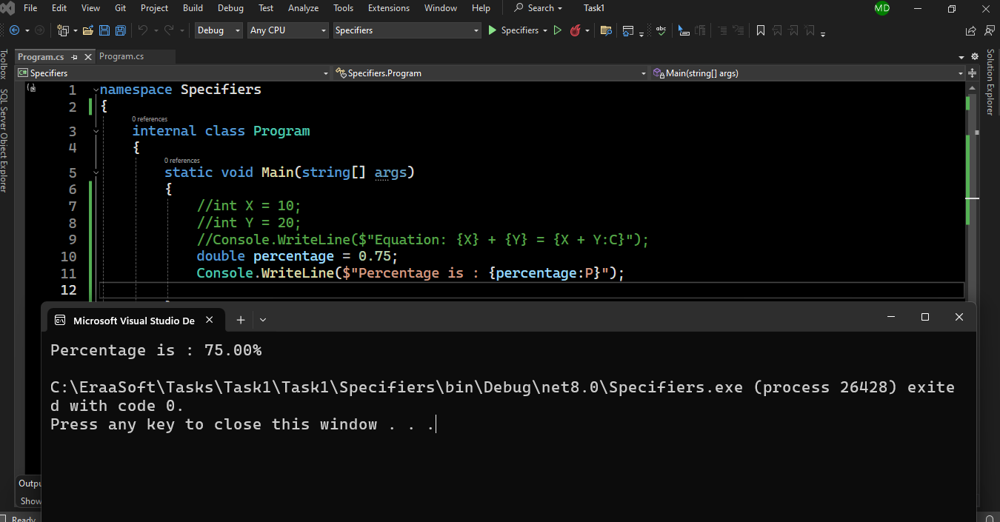 File Edit View Git Project Build Debug Test Analyze Tools Extensions Window Help Search Task1 MD
Debug Any CPU Specifiers Specifiers abc
Program.cs Program.cs
C# Specifiers Specifiers.Program Main(string[] args)
Toolbox
SQL Server Object Explorer
Solution Explorer
1 namespace Specifiers
2 {
0 references
3 internal class Program
4 {
0 references
5 static void Main(string[] args)
6 {
7 //int X = 10;
8 //int Y = 20;
9 //Console.WriteLine($"Equation: {X} + {Y} = {X + Y:C}");
10 double percentage = 0.75;
11 Console.WriteLine($"Percentage is : {percentage:P}");
12
Microsoft Visual Studio De
Percentage is : 75.00%
C:\EraaSoft\Tasks\Task1\Task1\Specifiers\bin\Debug\net8.0\Specifiers.exe (process 26428) exite
d with code 0.
Press any key to close this window . . .
Outpu
Show
Ready